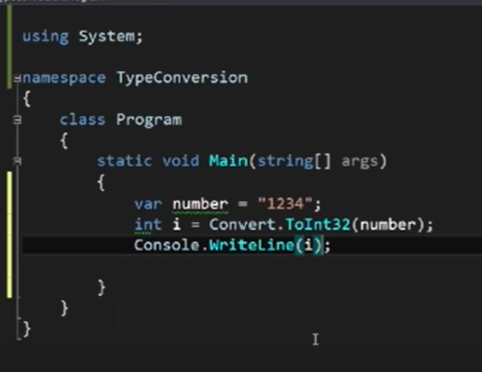 using System;
namespace TypeConversion
{
class Program
{
static void Main(string[] args)
{
var number = "1234";
int i = Convert.ToInt32(number);
Console.WriteLine(i);
}
}
}